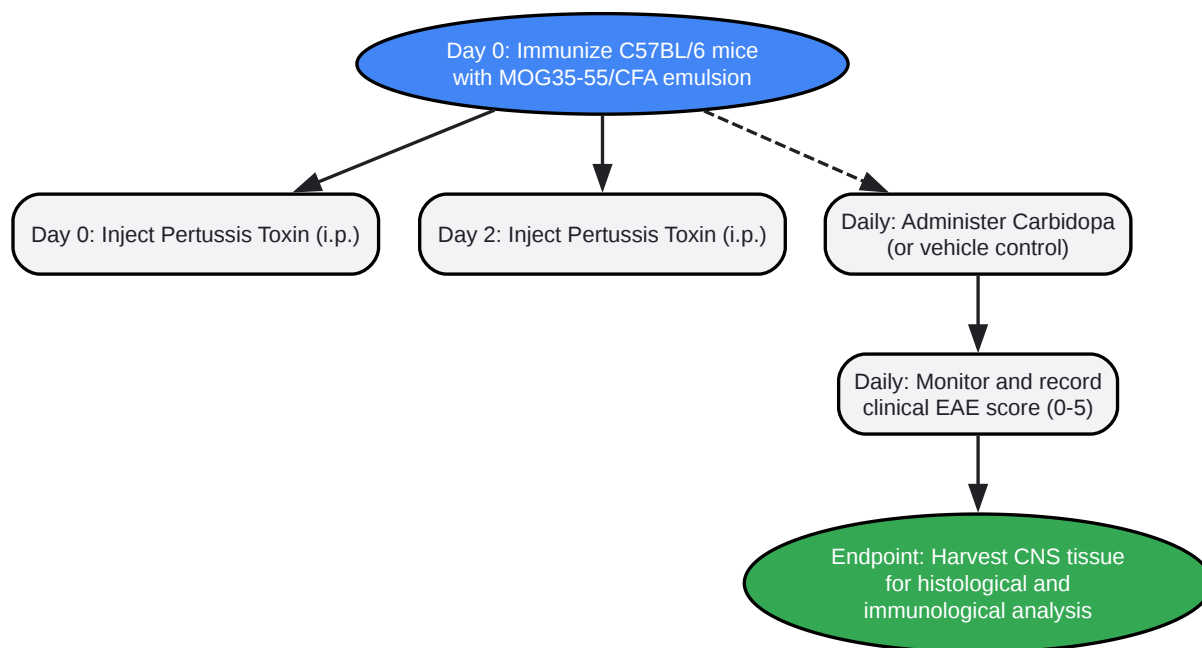 Day 0: Immunize C57BL/6 mice
with MOG35-55/CFA emulsion
Day 0: Inject Pertussis Toxin (i.p.)
Day 2: Inject Pertussis Toxin (i.p.)
Daily: Administer Carbidopa
(or vehicle control)
Daily: Monitor and record
clinical EAE score (0-5)
Endpoint: Harvest CNS tissue
for histological and
immunological analysis